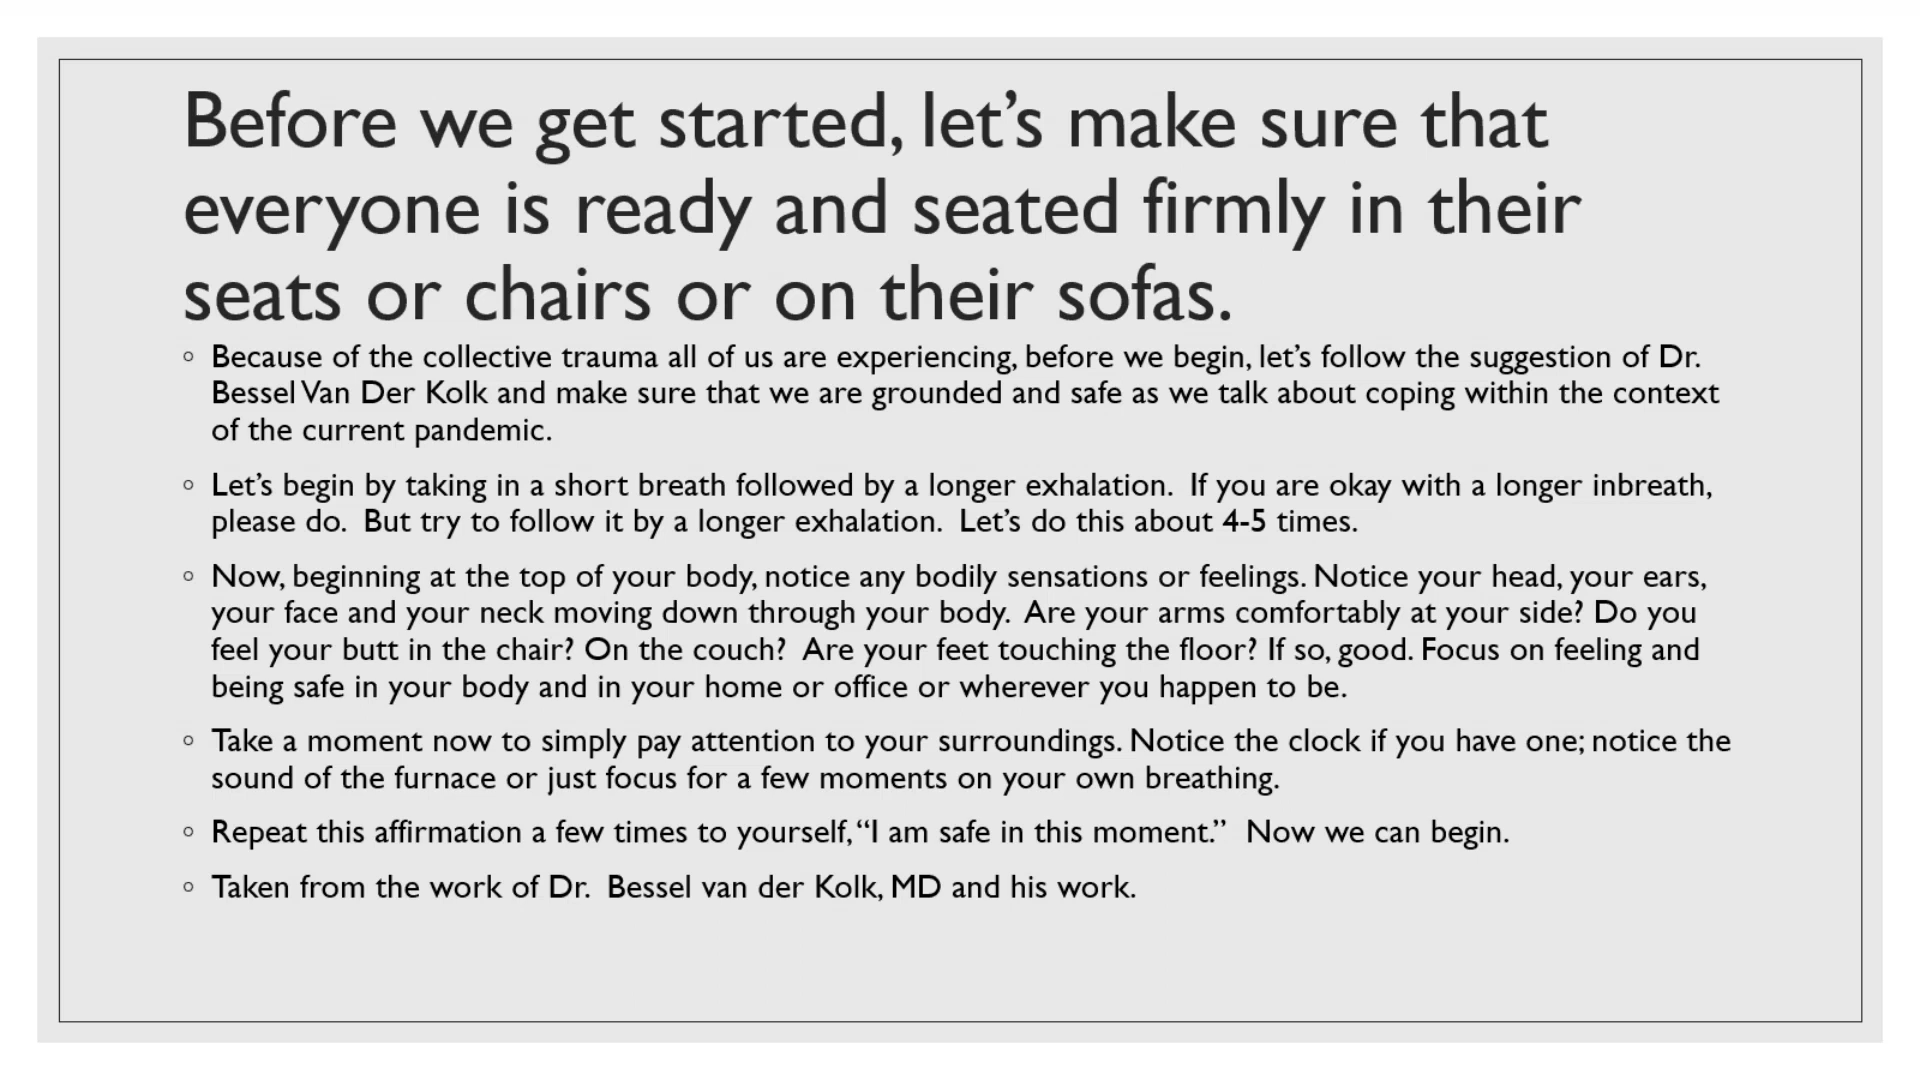 Before we get started, let’s make sure that
everyone is ready and seated firmly in their
seats or chairs or on their sofas.
◦ Because of the collective trauma all of us are experiencing, before we begin, let’s follow the suggestion of Dr.
Bessel Van Der Kolk and make sure that we are grounded and safe as we talk about coping within the context
of the current pandemic.
◦ Let’s begin by taking in a short breath followed by a longer exhalation.  If you are okay with a longer inbreath,
please do.  But try to follow it by a longer exhalation.  Let’s do this about 4-5 times.
◦ Now, beginning at the top of your body, notice any bodily sensations or feelings. Notice your head, your ears,
your face and your neck moving down through your body.  Are your arms comfortably at your side? Do you
feel your butt in the chair? On the couch?  Are your feet touching the floor? If so, good. Focus on feeling and
being safe in your body and in your home or office or wherever you happen to be.
◦ Take a moment now to simply pay attention to your surroundings. Notice the clock if you have one; notice the
sound of the furnace or just focus for a few moments on your own breathing.
◦ Repeat this affirmation a few times to yourself, “I am safe in this moment.”  Now we can begin.
◦ Taken from the work of Dr.  Bessel van der Kolk, MD and his work.